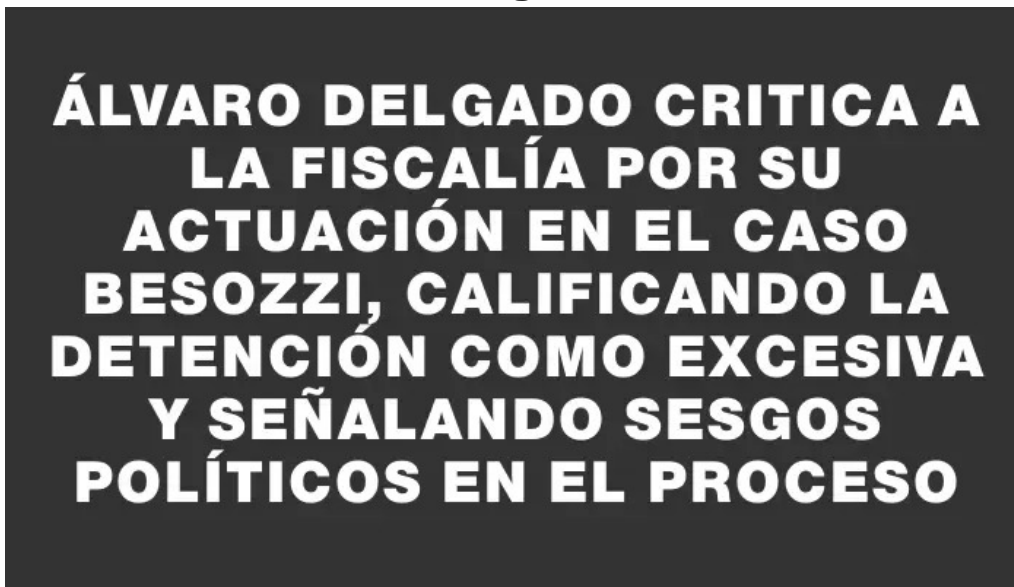 ÁLVARO DELGADO CRITICA A
LA FISCALÍA POR SU
ACTUACIÓN EN EL CASO
BESOZZI, CALIFICANDO LA
DETENCIÓN COMO EXCESIVA
Y SEÑALANDO SESGOS
POLÍTICOS EN EL PROCESO